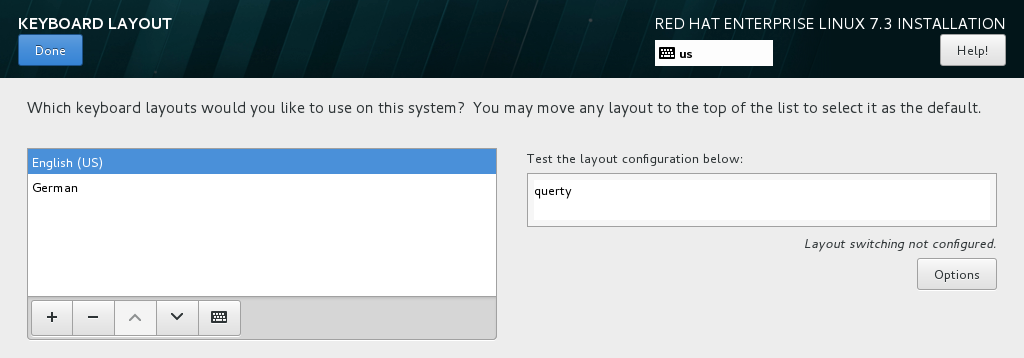 KEYBOARD LAYOUT
RED HAT ENTERPRISE LINUX 7.3 INSTALLATION
Done
us
Help!
Which keyboard layouts would you like to use on this system?  You may move any layout to the top of the list to select it as the default.
English (US)
German
Test the layout configuration below:
querty
Layout switching not configured.
Options